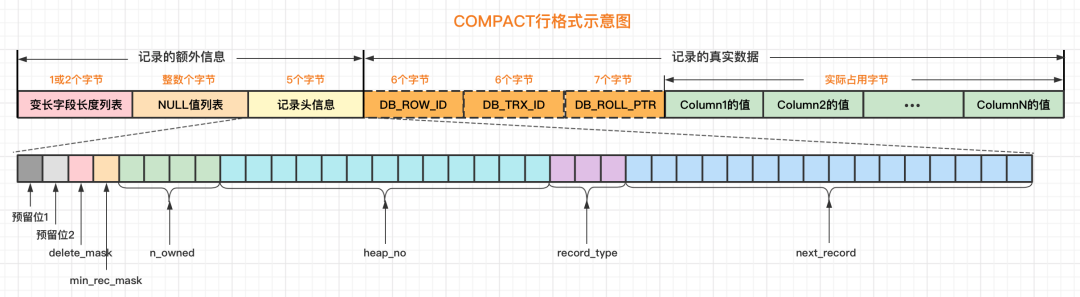 COMPACT行格式示意图
记录的额外信息
记录的真实数据
1或2个字节
整数个字节
5个字节
6个字节
6个字节
7个字节
实际占用字节
变长字段长度列表
NULL值列表
记录头信息
DB_ROW_ID
DB_TRX_ID
DB_ROLL_PTR
Column1的值
Column2的值
•••
ColumnN的值
预留位1
预留位2
delete_mask
min_rec_mask
n_owned
heap_no
record_type
next_record